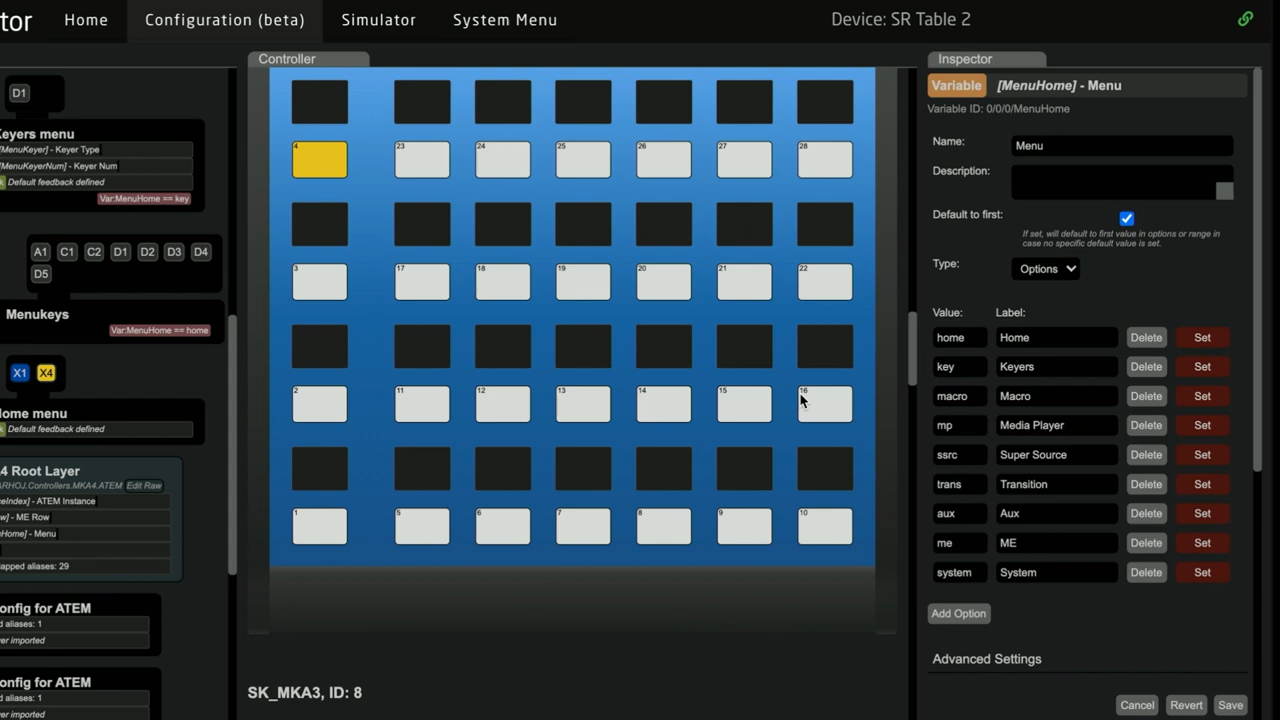 tor Home Configuration (beta) Simulator System Menu Device: SR Table 2
D1
Keyers menu
[MenuKeyer] - Keyer Type
[MenuKeyerNum] - Keyer Num
Default feedback defined
Var:MenuHome == key
A1 C1 C2 D1 D2 D3 D4
D5
Menukeys
Var:MenuHome == home
X1 X4
Home menu
Default feedback defined
4 Root Layer
ARHOJ.Controllers.MKA4.ATEM Edit Raw
ceIndex] - ATEM Instance
w] - ME Row
uHome] - Menu
apped aliases: 29
onfig for ATEM
d aliases: 1
er imported
onfig for ATEM
d aliases: 1
er imported
Controller
4 23 24 25 26 27 28
3 17 18 19 20 21 22
2 11 12 13 14 15 16
1 5 6 7 8 9 10
SK_MKA3, ID: 8
Inspector
Variable [MenuHome] - Menu
Variable ID: 0/0/0/MenuHome
Name: Menu
Description:
Default to first:
If set, will default to first value in options or range in
case no specific default value is set.
Type: Options
Value: Label:
home Home Delete Set
key Keyers Delete Set
macro Macro Delete Set
mp Media Player Delete Set
ssrc Super Source Delete Set
trans Transition Delete Set
aux Aux Delete Set
me ME Delete Set
system System Delete Set
Add Option
Advanced Settings
Cancel Revert Save